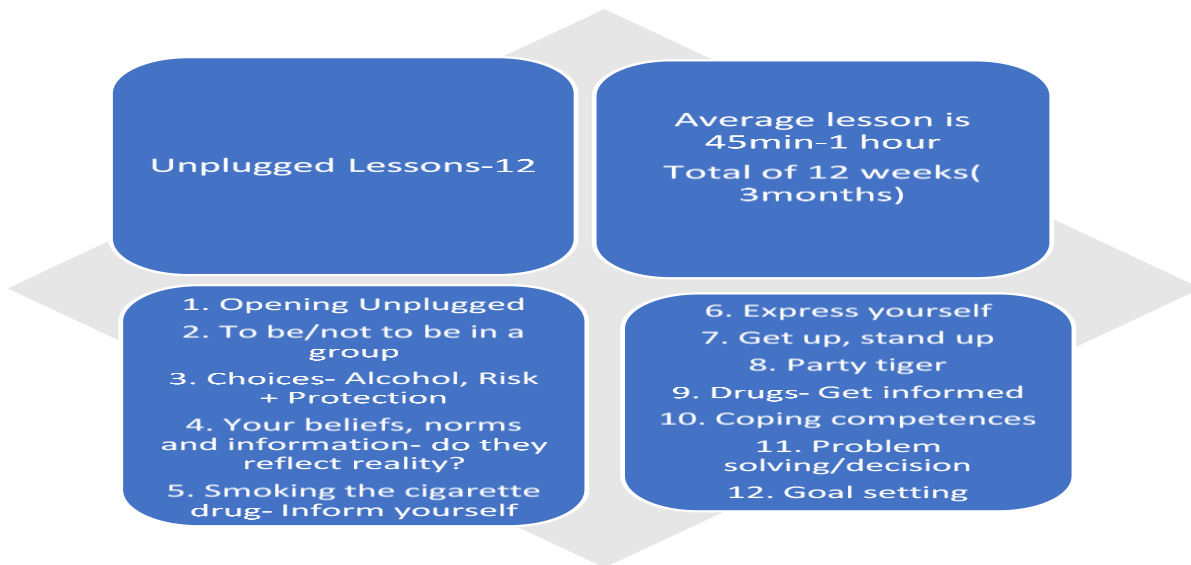 Unplugged Lessons-12
Average lesson is
45min-1 hour
Total of 12 weeks(
3months)
1. Opening Unplugged
2. To be/not to be in a
group
3. Choices- Alcohol, Risk
+ Protection
4. Your beliefs, norms
and information- do they
reflect reality?
5. Smoking the cigarette
drug- Inform yourself
6. Express yourself
7. Get up, stand up
8. Party tiger
9. Drugs- Get informed
10. Coping competences
11. Problem
solving/decision
12. Goal setting